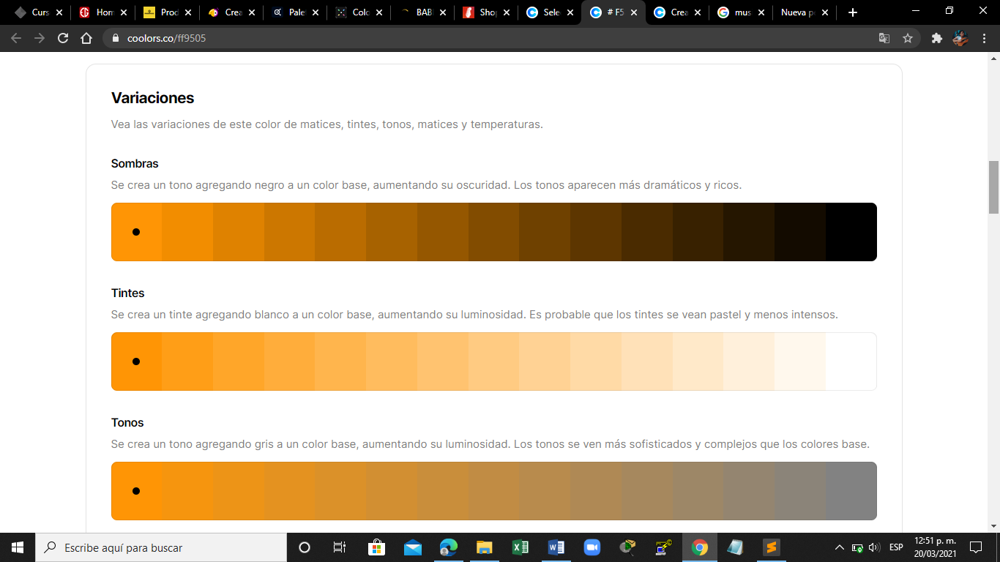 Curs
Horn
Prod
Crea
Pale
Colo
BAB
Shop
Sele
# F5
Crea
mus
Nueva pe
coolors.co/ff9505
Variaciones
Vea las variaciones de este color de matices, tintes, tonos, matices y temperaturas.
Sombras
Se crea un tono agregando negro a un color base, aumentando su oscuridad. Los tonos aparecen más dramáticos y ricos.
Tintes
Se crea un tinte agregando blanco a un color base, aumentando su luminosidad. Es probable que los tintes se vean pastel y menos intensos.
Tonos
Se crea un tono agregando gris a un color base, aumentando su luminosidad. Los tonos se ven más sofisticados y complejos que los colores base.
Escribe aquí para buscar
ESP
12:51 p. m.
20/03/2021